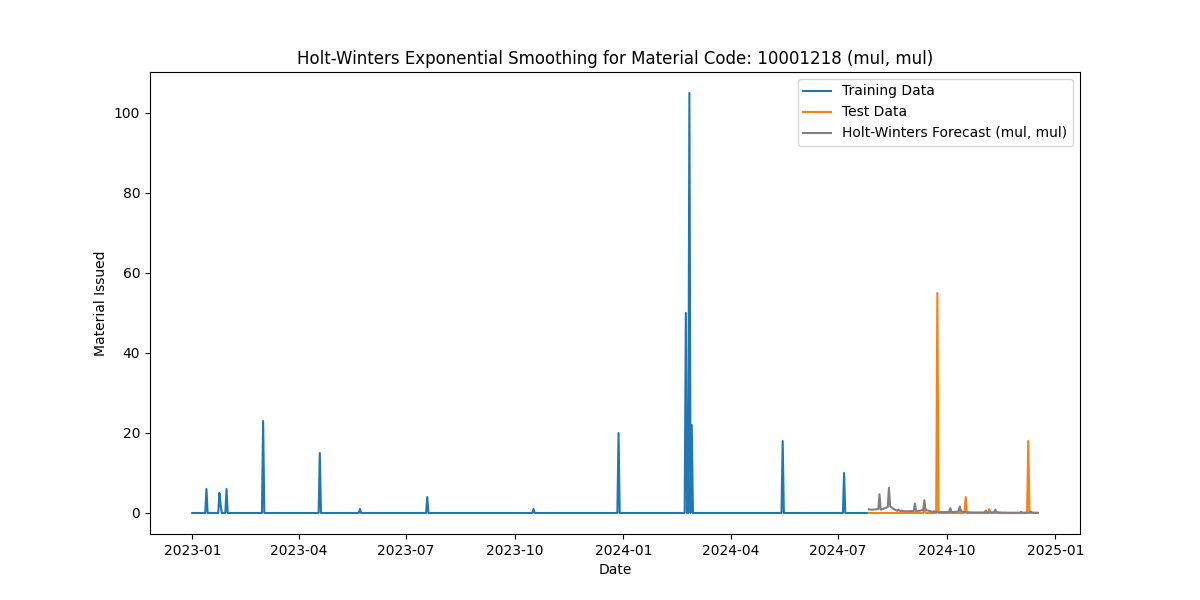 Holt-Winters Exponential Smoothing for Material Code: 10001218 (mul, mul)
Training Data
Test Data
Holt-Winters Forecast (mul, mul)
Material Issued
100
80
60
40
20
0
2023-01 2023-04 2023-07 2023-10 2024-01 2024-04 2024-07 2024-10 2025-01
Date